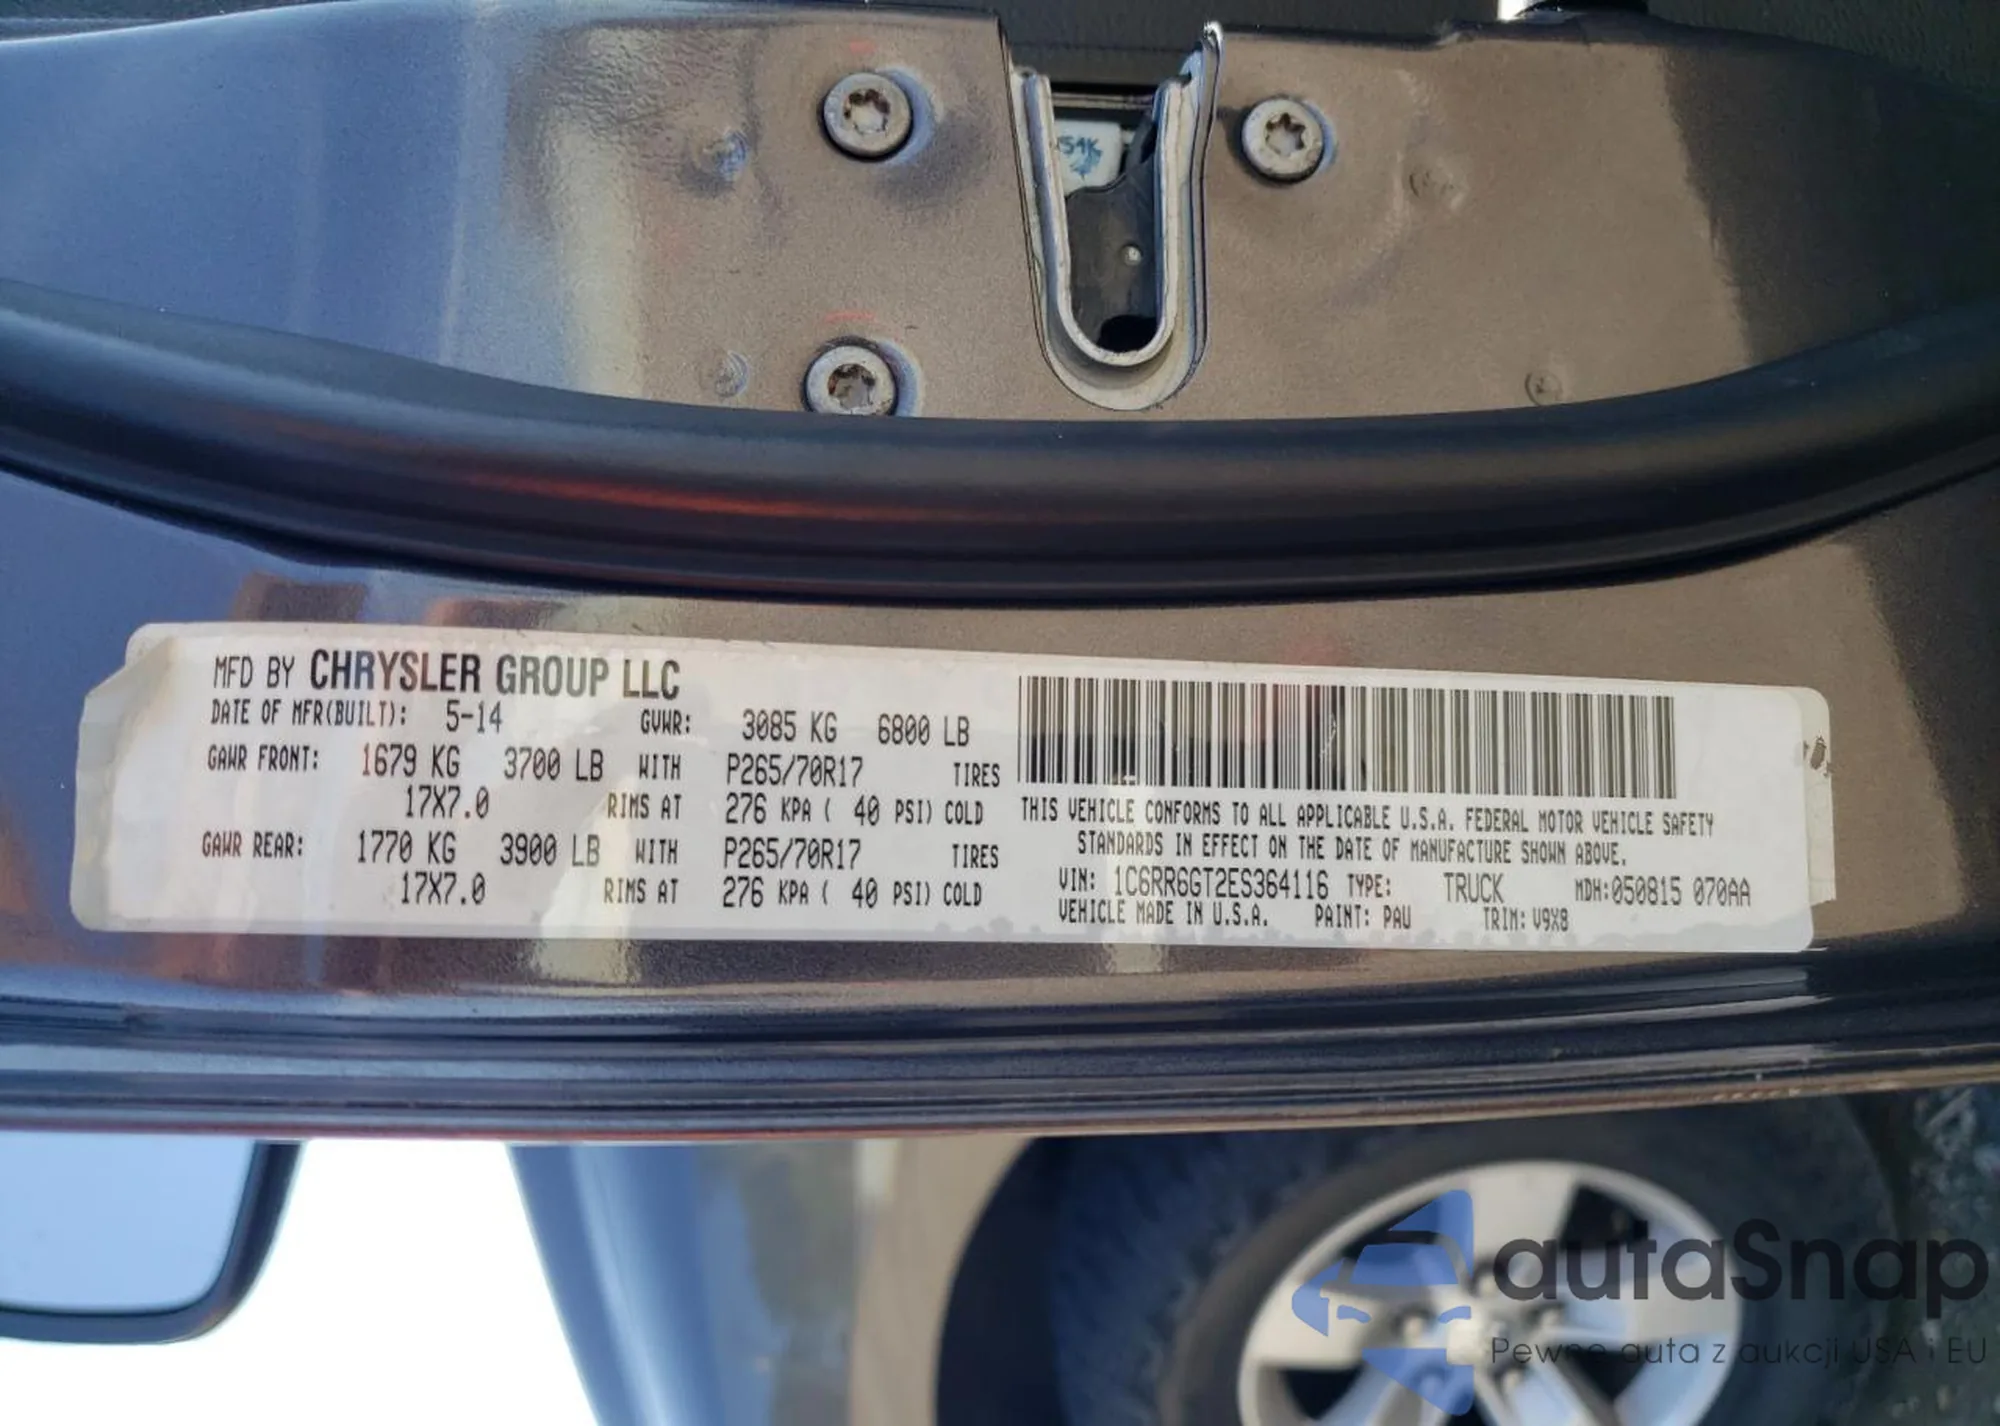 54K
MFD BY CHRYSLER GROUP LLC
DATE OF MFR(BUILT): 5-14 GVWR: 3085 KG 6800 LB
GAWR FRONT: 1679 KG 3700 LB WITH P265/70R17 TIRES
17X7.0 RIMS AT 276 KPA ( 40 PSI) COLD
GAWR REAR: 1770 KG 3900 LB WITH P265/70R17 TIRES
17X7.0 RIMS AT 276 KPA ( 40 PSI) COLD
THIS VEHICLE CONFORMS TO ALL APPLICABLE U.S.A. FEDERAL MOTOR VEHICLE SAFETY
STANDARDS IN EFFECT ON THE DATE OF MANUFACTURE SHOWN ABOVE.
VIN: 1C6RR6GT2ES364116 TYPE: TRUCK MDH:050815 070AA
VEHICLE MADE IN U.S.A. PAINT: PAU TRIM: V9X8
autaSnap
Pewne auta z aukcji USA i EU